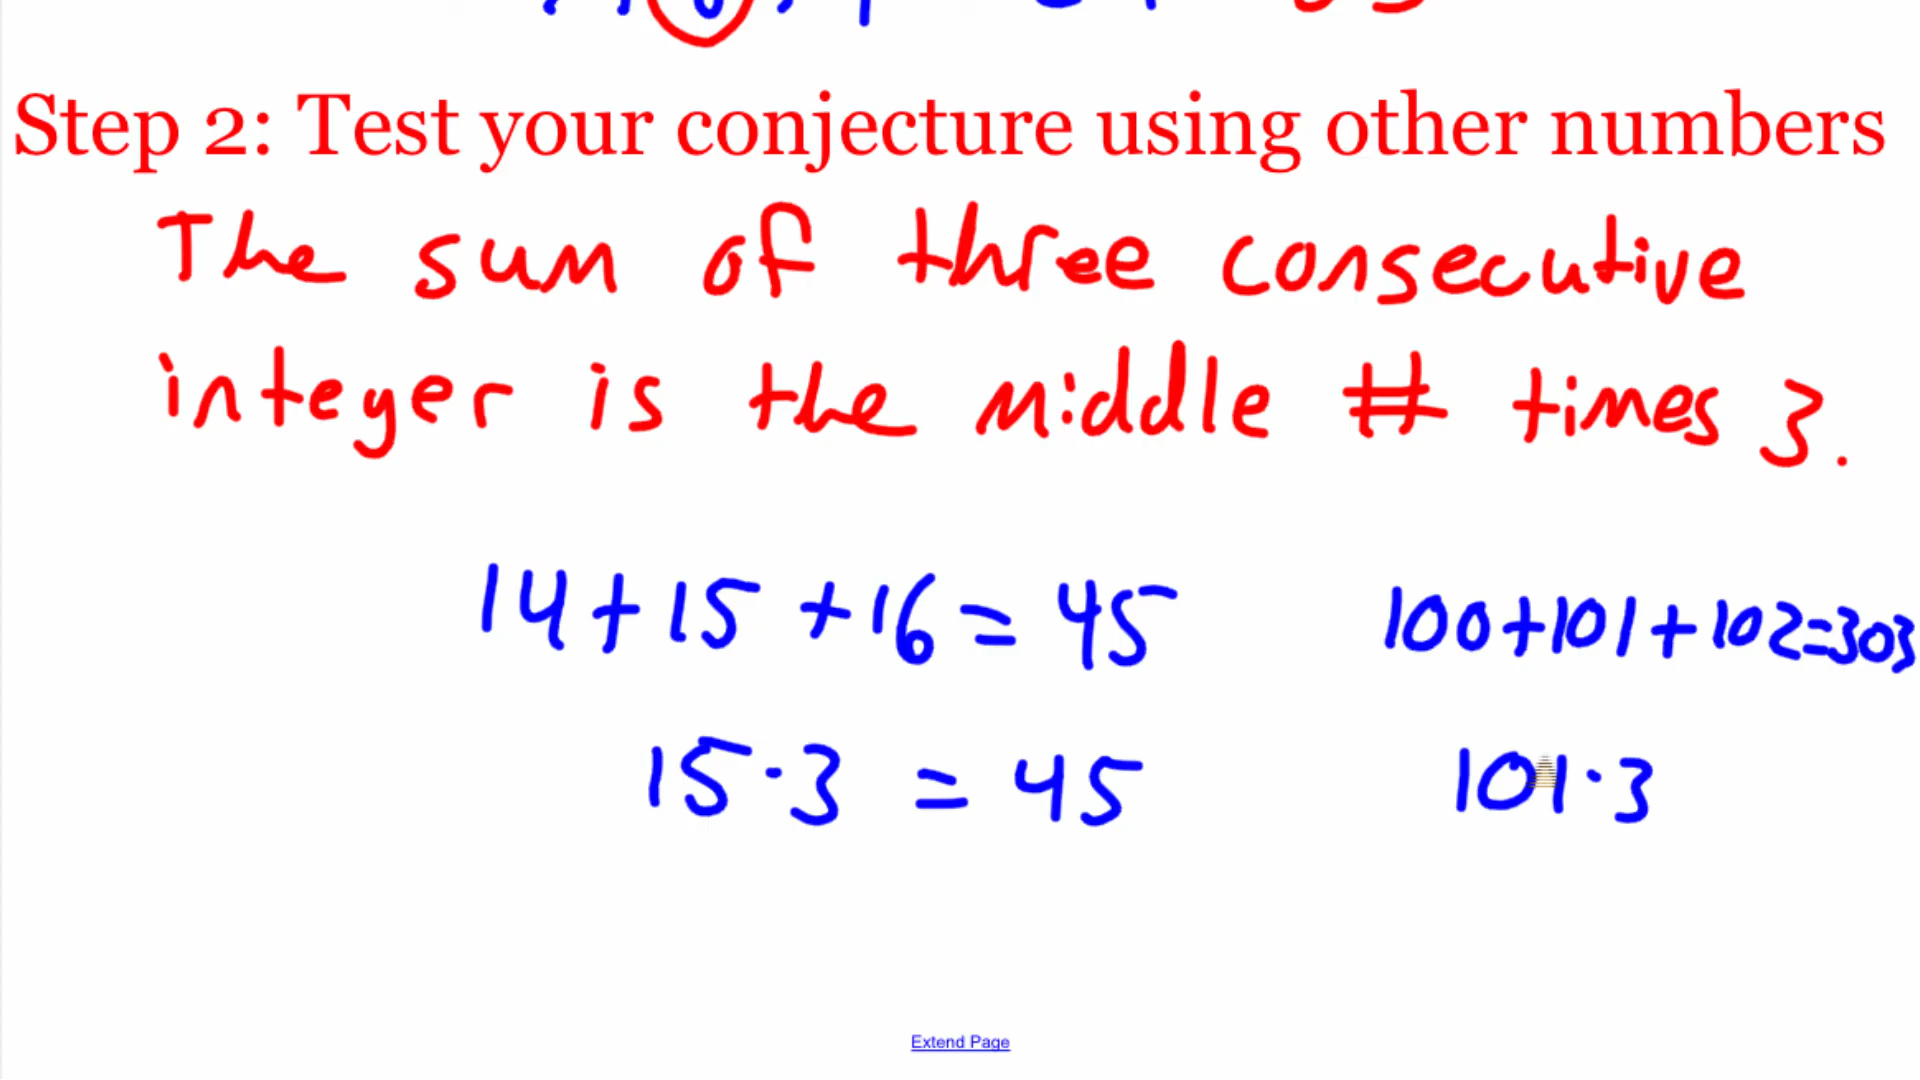 Step 2: Test your conjecture using other numbers
The sum of three consecutive
integer is the middle # times 3.
14+15+16=45 100+101+102=303
15·3=45 101·3
Extend Page